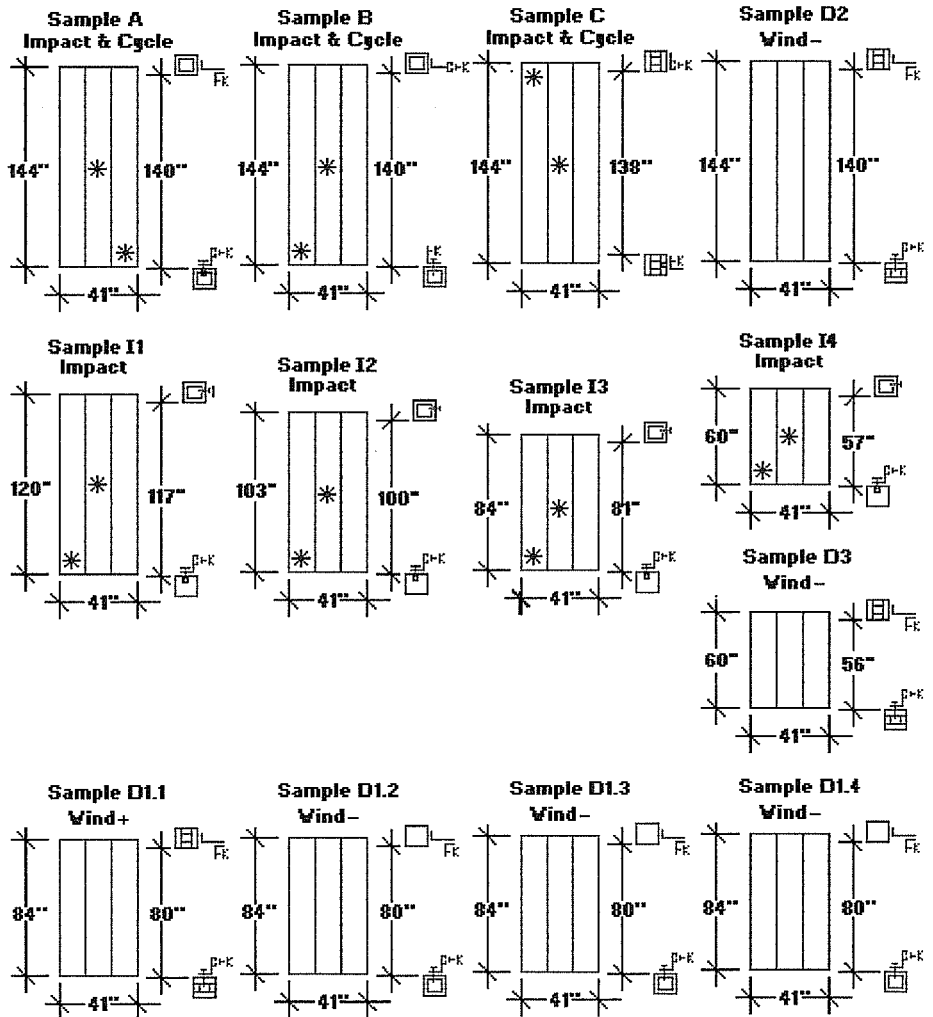 Sample A
Impact & Cycle
144"
140"
41"
Sample B
Impact & Cycle
144"
140"
41"
Sample C
Impact & Cycle
144"
138"
41"
Sample D2
Wind-
144"
140"
41"
Sample I1
Impact
120"
117"
41"
Sample I2
Impact
103"
100"
41"
Sample I3
Impact
84"
81"
41"
Sample I4
Impact
60"
57"
41"
Sample D3
Wind-
60"
56"
41"
Sample D1.1
Wind+
84"
80"
41"
Sample D1.2
Wind-
84"
80"
41"
Sample D1.3
Wind-
84"
80"
41"
Sample D1.4
Wind-
84"
80"
41"